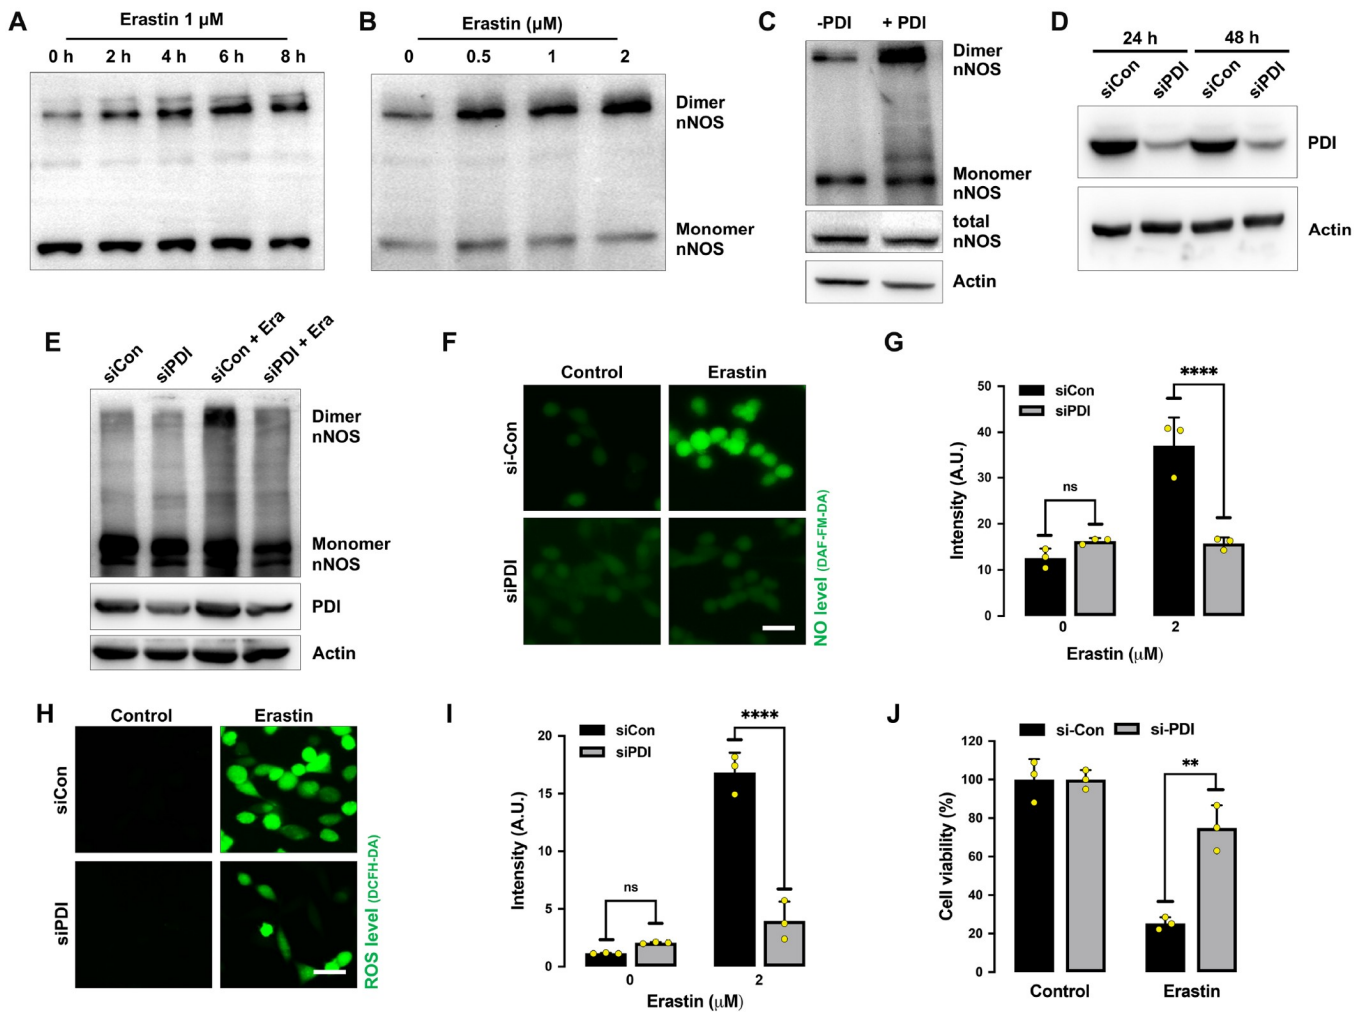 A
Erastin 1 μM
0 h 2 h 4 h 6 h 8 h
B
Erastin (μM)
0 0.5 1 2
Dimer
nNOS
Monomer
nNOS
C
-PDI + PDI
Dimer
nNOS
Monomer
nNOS
total
nNOS
Actin
D
24 h 48 h
siCon siPDI siCon siPDI
PDI
Actin
E
siCon siPDI siCon + Era siPDI + Era
Dimer
nNOS
Monomer
nNOS
PDI
Actin
F
Control Erastin
si-Con
siPDI
NO level (DAF-FM-DA)
G
siCon
siPDI
****
ns
50
40
30
20
10
0
Intensity (A.U.)
0 2
Erastin (μM)
H
Control Erastin
siCon
siPDI
ROS level (DCFH-DA)
I
siCon
siPDI
****
ns
20
15
10
5
0
Intensity (A.U.)
0 2
Erastin (μM)
J
si-Con si-PDI
**
120
100
80
60
40
20
0
Cell viability (%)
Control Erastin